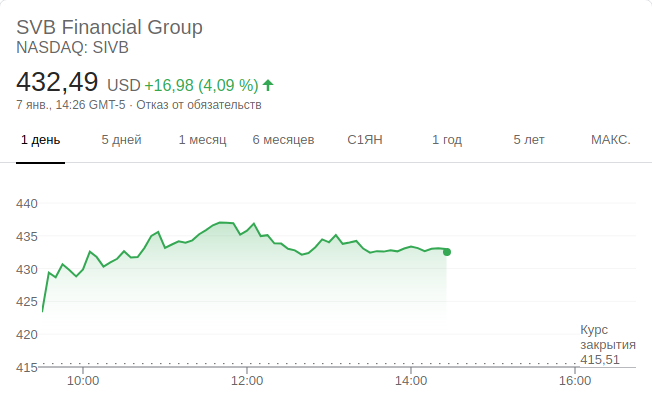 SVB Financial Group
NASDAQ: SIVB
432,49 USD +16,98 (4,09 %)
7 янв., 14:26 GMT-5 · Отказ от обязательств
1 день 5 дней 1 месяц 6 месяцев С1ЯН 1 год 5 лет МАКС.
440
435
430
425
420
415
Курс
закрытия
415,51
10:00 12:00 14:00 16:00